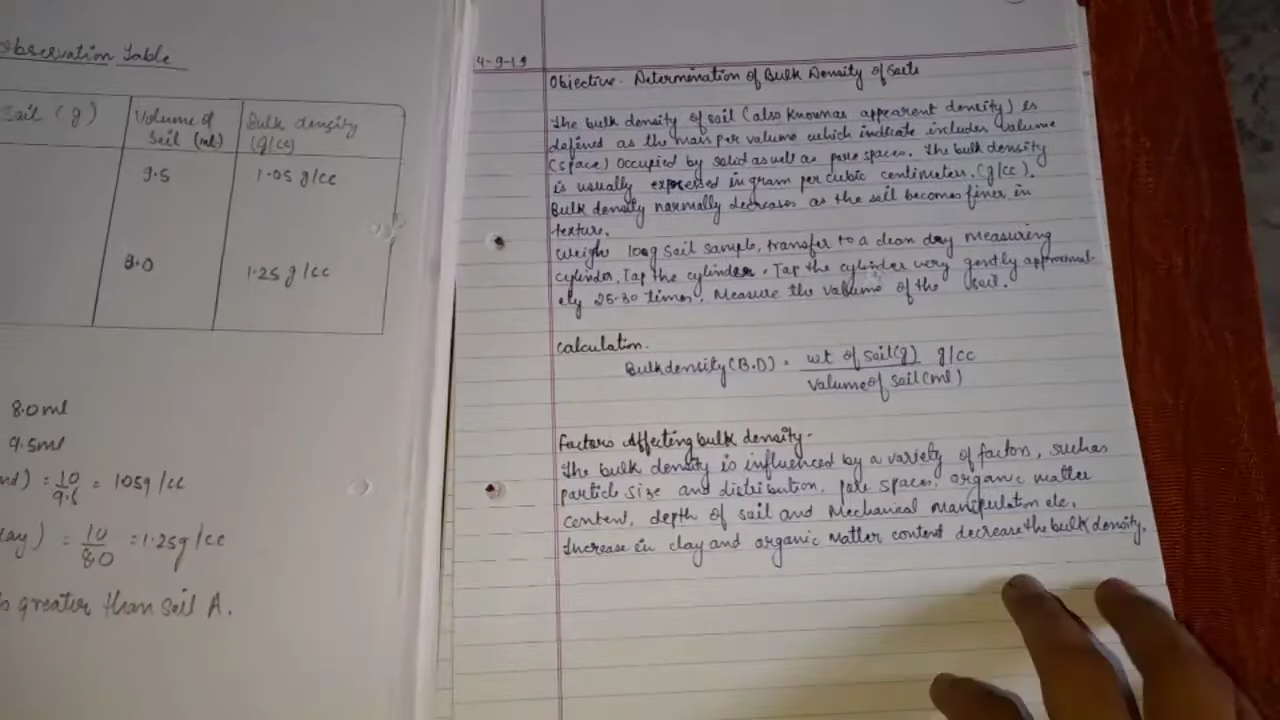 Observation Table
Soil (g)
Volume of
Soil (ml)
Bulk density
(g/cc)
9.5
1.05 g/cc
8.0
1.25 g/cc
8.0ml
9.5ml
= 10/9.5 = 1.05g/cc
= 10/8.0 = 1.25g/cc
greater than soil A.
4-9-19
Objective - Determination of Bulk Density of Soils
The bulk density of soil (also known as appearent density) is
defined as the mass per volume which indicate includes volume
(space) occupied by solid as well as pore spaces. The bulk density
is usually expressed in gram per cubic centimeters. (g/cc).
Bulk density normally decreases as the soil becomes finer in
texture.
Weigh 10g soil sample, transfer to a clean dry measuring
cylinder. Tap the cylinder. Tap the cylinder very gently approximat-
ely 25-30 times. Measure the volume of the soil.
Calculation.
Bulk density (B.D) = wt of soil(g) / volume of soil (ml) g/cc
Factors Affecting bulk density-
The bulk density is influenced by a variety of factors, such as
particle size and distribution, pore spaces, organic matter
content, depth of soil and Mechanical manipulation etc.
Increase in clay and organic matter content decrease the bulk density.